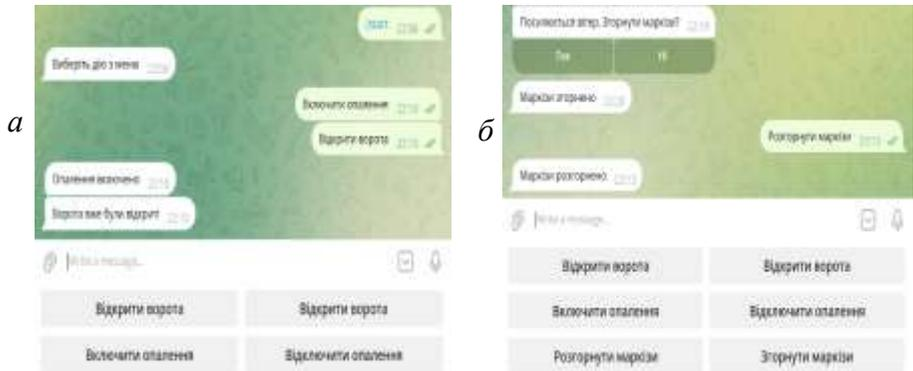 а
Виберіть дію з меню
Включити опалення
Відкрити ворота
Опалення включено
Ворота вже були відкриті
Write a message...
Відкрити ворота Відкрити ворота
Включити опалення Відключити опалення
б
Посилюється вітер. Згорнути маркізи?
Так Ні
Маркізи згорнено
Розгорнути маркізи
Маркізи розгорнено
Write a message...
Відкрити ворота Відкрити ворота
Включити опалення Відключити опалення
Розгорнути маркізи Згорнути маркізи